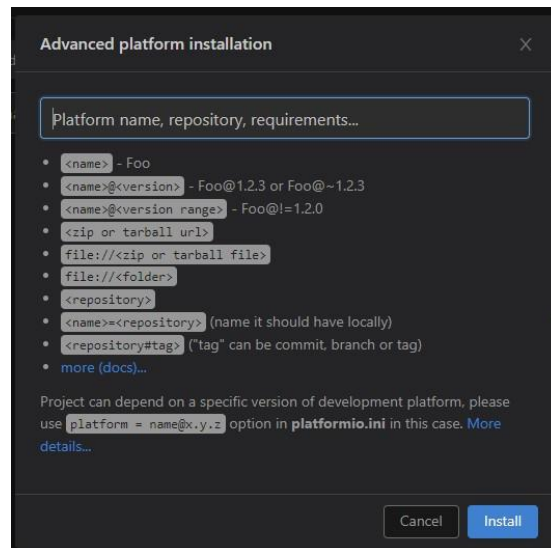 Advanced platform installation
Platform name, repository, requirements...
<name> - Foo
<name>@<version> - Foo@1.2.3 or Foo@~1.2.3
<name>@<version range> - Foo@!=1.2.0
<zip or tarball url>
file://<zip or tarball file>
file://<folder>
<repository>
<name>=<repository> (name it should have locally)
<repository#tag> ("tag" can be commit, branch or tag)
more (docs)...
Project can depend on a specific version of development platform, please
use platform = name@x.y.z option in platformio.ini in this case. More
details...
Cancel Install